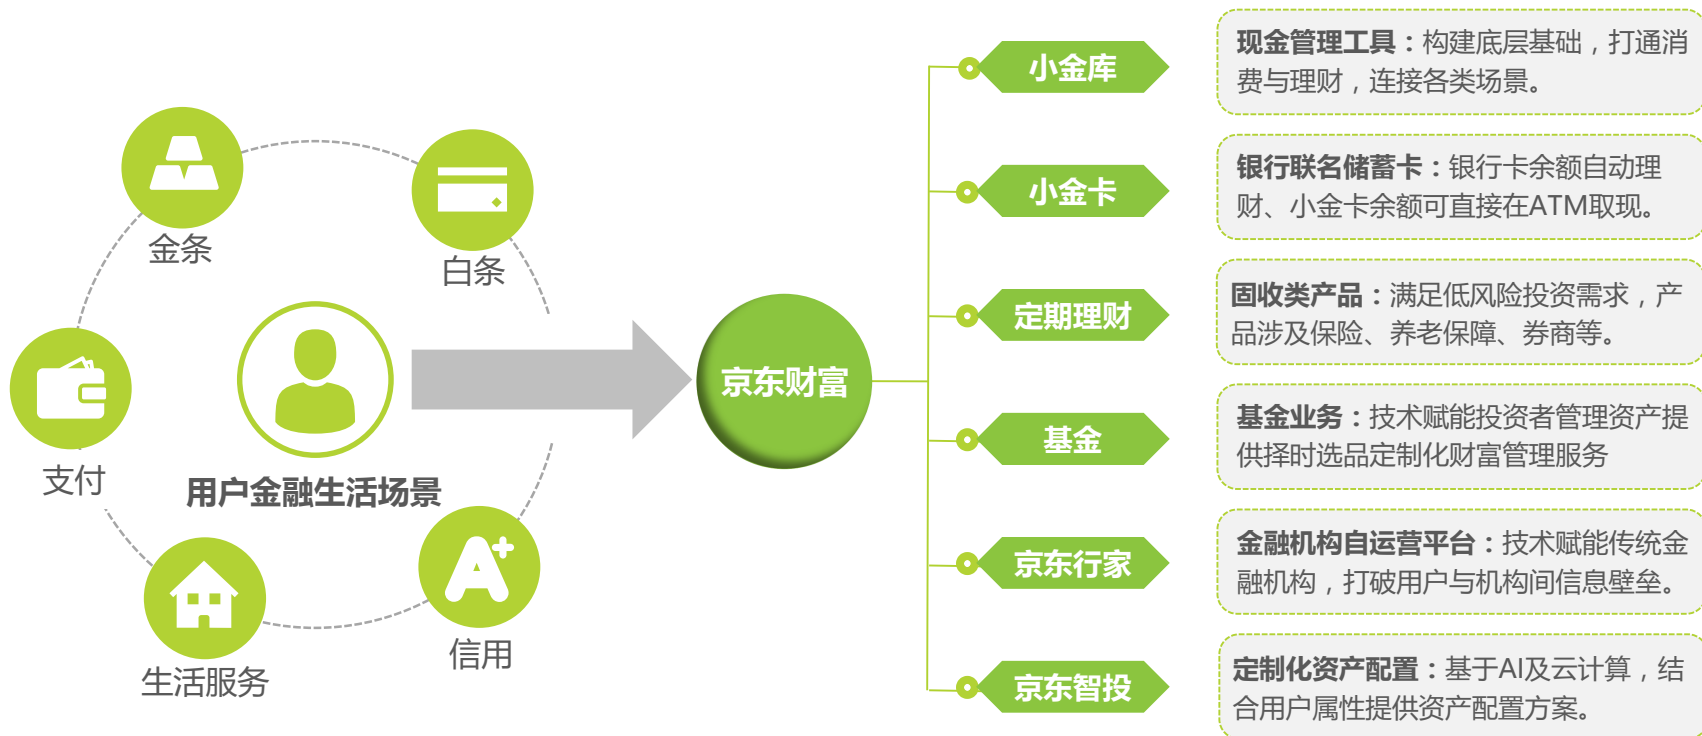 金条
白条
支付
用户金融生活场景
生活服务
信用
京东财富
小金库
现金管理工具：构建底层基础，打通消
费与理财，连接各类场景。
小金卡
银行联名储蓄卡：银行卡余额自动理
财、小金卡余额可直接在ATM取现。
定期理财
固收类产品：满足低风险投资需求，产
品涉及保险、养老保障、券商等。
基金
基金业务：技术赋能投资者管理资产提
供择时选品定制化财富管理服务
京东行家
金融机构自运营平台：技术赋能传统金
融机构，打破用户与机构间信息壁垒。
京东智投
定制化资产配置：基于AI及云计算，结
合用户属性提供资产配置方案。
A+